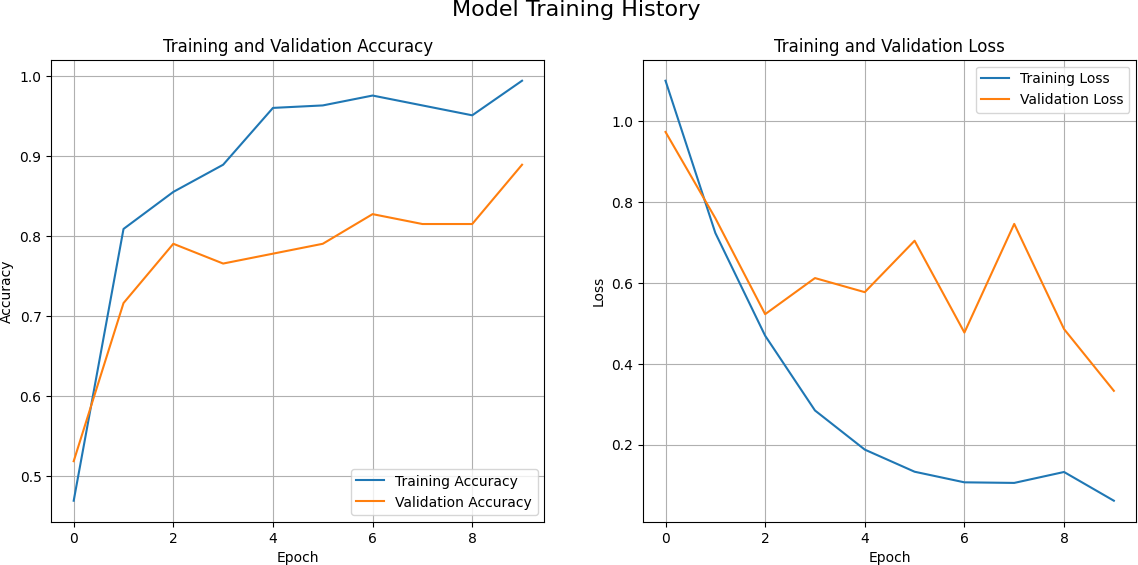 Model Training History
Training and Validation Accuracy
1.0
0.9
0.8
0.7
0.6
0.5
Accuracy
Training Accuracy
Validation Accuracy
0 2 4 6 8
Epoch
Training and Validation Loss
Training Loss
Validation Loss
1.0
0.8
0.6
0.4
0.2
Loss
0 2 4 6 8
Epoch